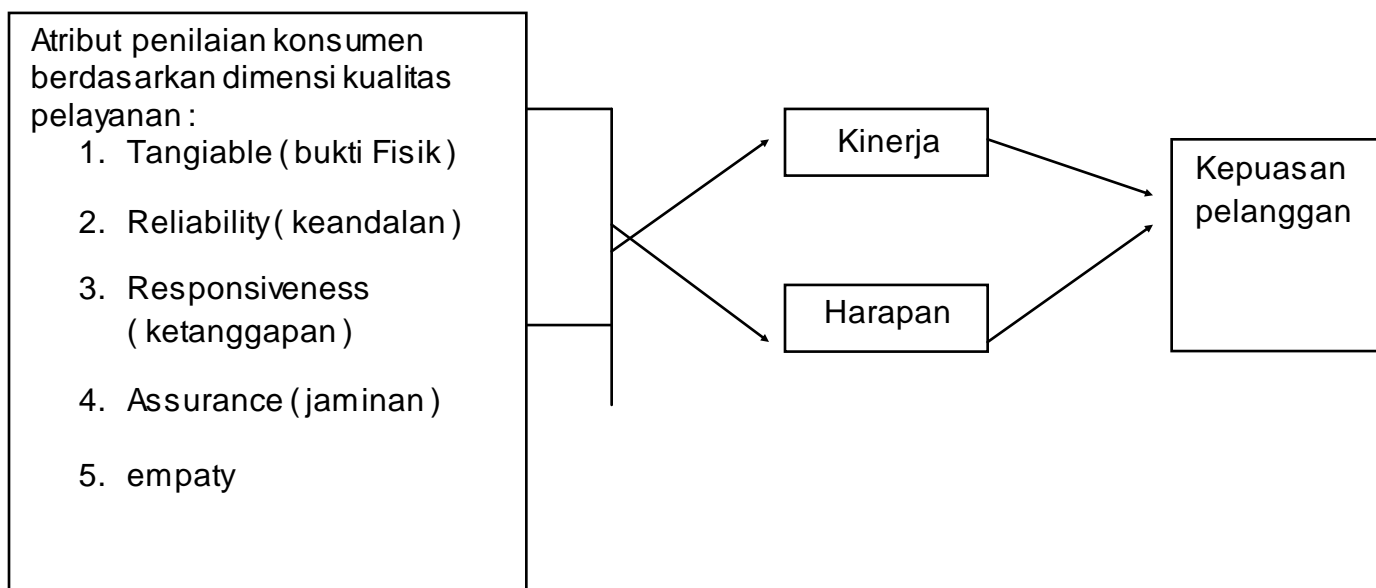 Atribut penilaian konsumen
berdasarkan dimensi kualitas
pelayanan :
1. Tangiable ( bukti Fisik )
2. Reliability ( keandalan )
3. Responsiveness
( ketanggapan )
4. Assurance ( jaminan )
5. empaty
Kinerja
Harapan
Kepuasan
pelanggan